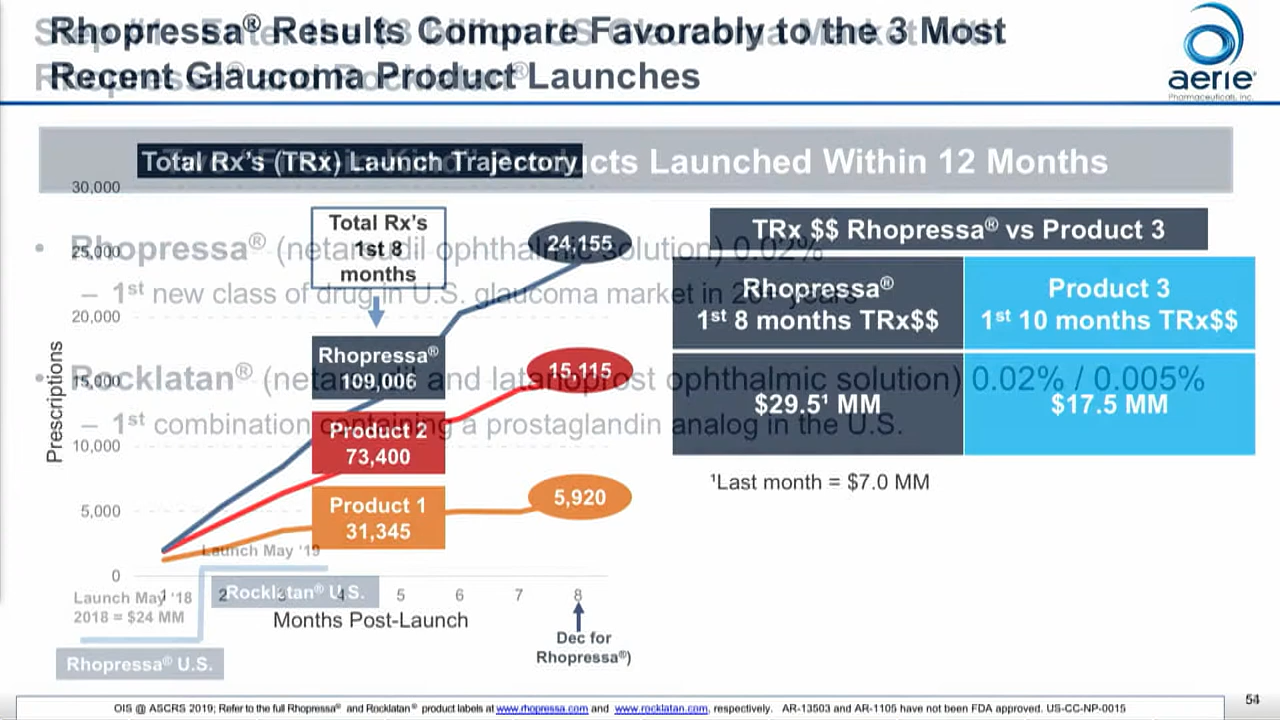 Rhopressa® Results Compare Favorably to the 3 Most
Recent Glaucoma Product Launches
aerie
Pharmaceuticals, Inc.
Total Rx's (TRx) Launch Trajectory
Products Launched Within 12 Months
30,000
25,000
20,000
15,000
10,000
5,000
0
Prescriptions
Total Rx's
1st 8
months
Rhopressa®
109,006
Product 2
73,400
Product 1
31,345
24,155
15,115
5,920
1 2 3 4 5 6 7 8
Months Post-Launch
Dec for
Rhopressa®)
TRx $$ Rhopressa® vs Product 3
Rhopressa®
1st 8 months TRx$$
Product 3
1st 10 months TRx$$
$29.5¹ MM
$17.5 MM
¹Last month = $7.0 MM
• Rhopressa® (netarsudil ophthalmic solution) 0.02%
– 1st new class of drug in U.S. glaucoma market in 20+ years
• Rocklatan® (netarsudil and latanoprost ophthalmic solution) 0.02% / 0.005%
– 1st combination containing a prostaglandin analog in the U.S.
Launch May '19
Rocklatan® U.S.
Launch May '18
2018 = $24 MM
Rhopressa® U.S.
54
OIS @ ASCRS 2019; Refer to the full Rhopressa® and Rocklatan® product labels at www.rhopressa.com and www.rocklatan.com, respectively. AR-13503 and AR-1105 have not been FDA approved. US-CC-NP-0015